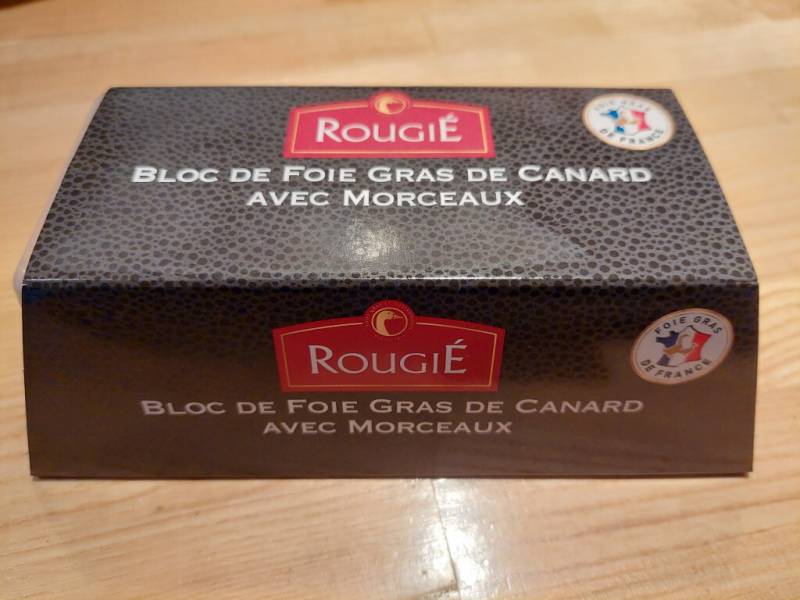 ROUGIÉ
FOIE GRAS
DE FRANCE
BLOC DE FOIE GRAS DE CANARD
AVEC MORCEAUX
ROUGIÉ
FOIE GRAS
DE FRANCE
BLOC DE FOIE GRAS DE CANARD
AVEC MORCEAUX